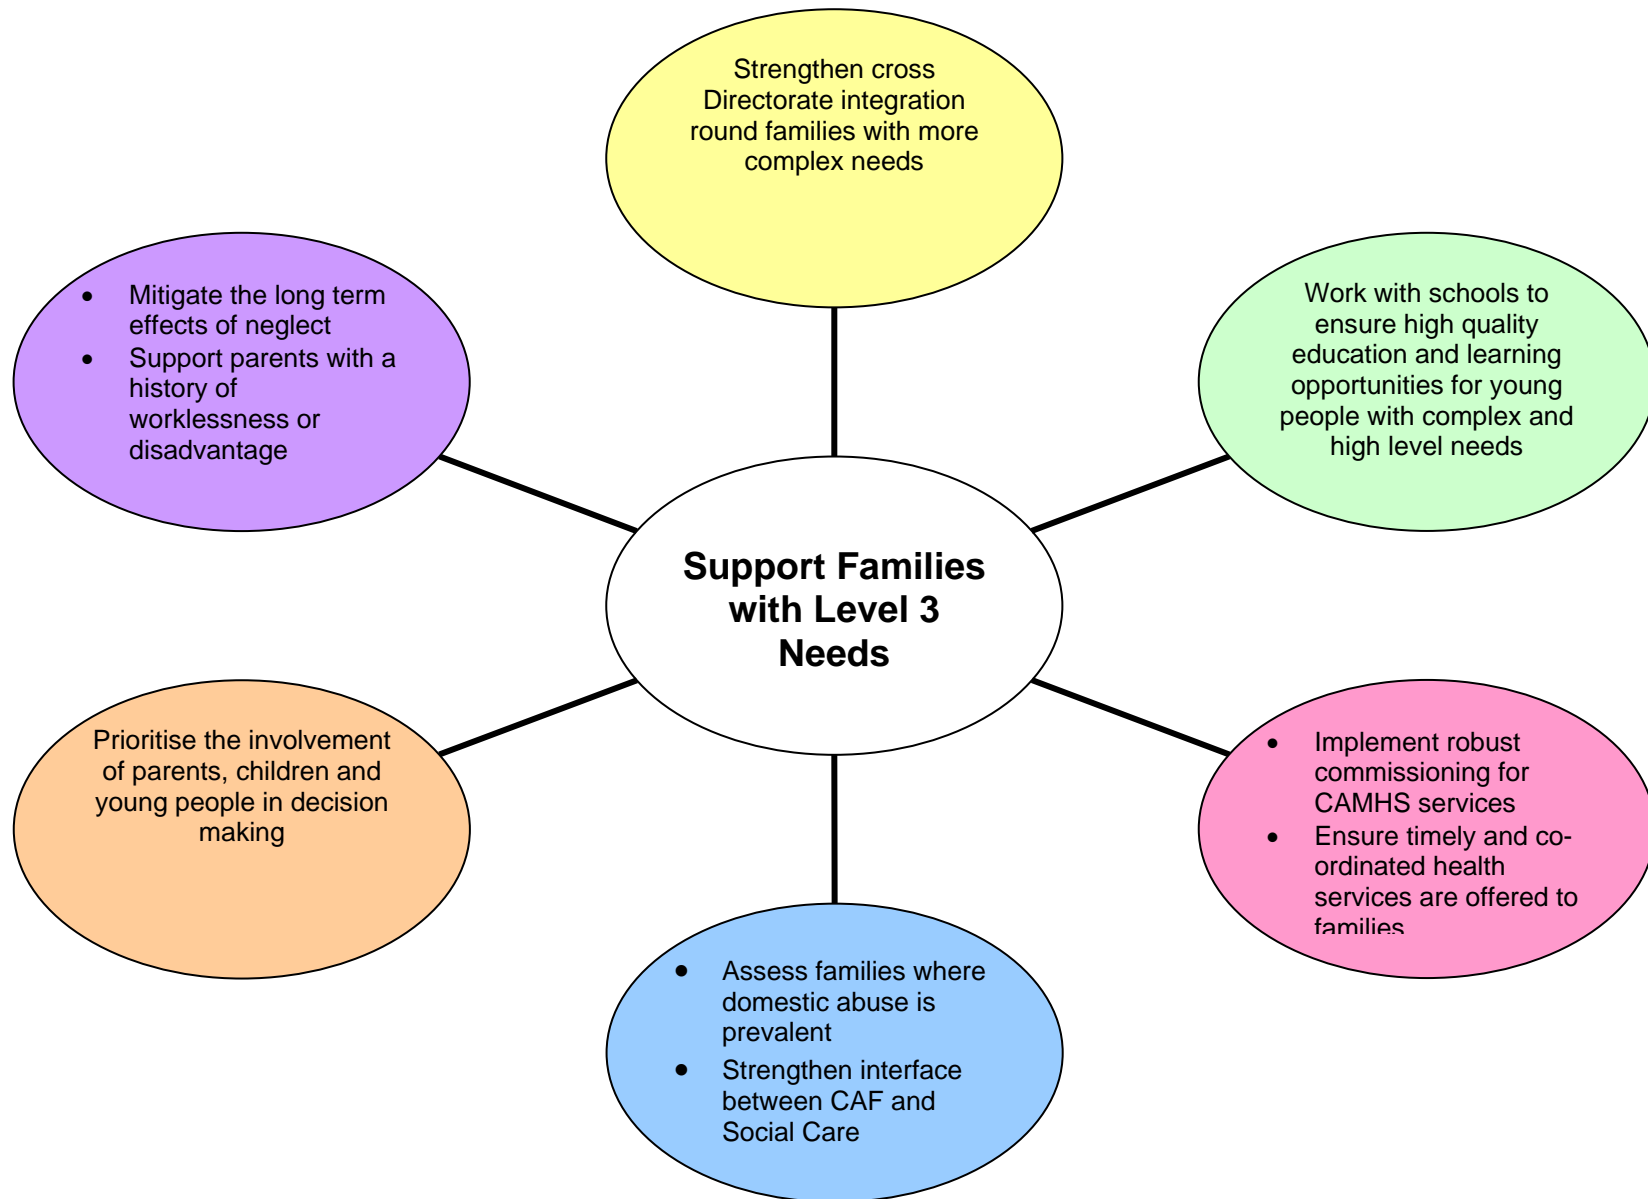 Strengthen cross
Directorate integration
round families with more
complex needs
• Mitigate the long term
effects of neglect
• Support parents with a
history of
worklessness or
disadvantage
Work with schools to
ensure high quality
education and learning
opportunities for young
people with complex and
high level needs
Support Families
with Level 3
Needs
Prioritise the involvement
of parents, children and
young people in decision
making
• Implement robust
commissioning for
CAMHS services
• Ensure timely and co-
ordinated health
services are offered to
families
• Assess families where
domestic abuse is
prevalent
• Strengthen interface
between CAF and
Social Care